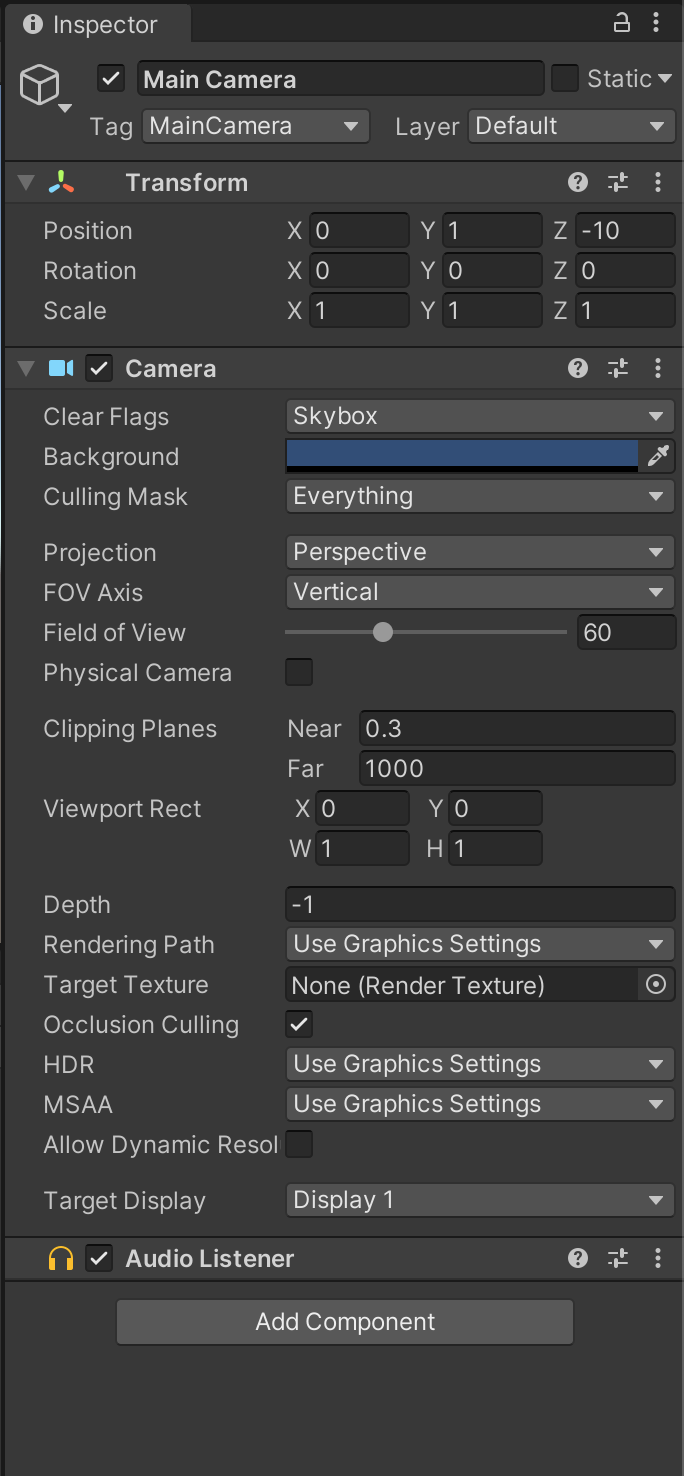 Inspector
Main Camera Static
Tag MainCamera Layer Default
Transform
Position X 0 Y 1 Z -10
Rotation X 0 Y 0 Z 0
Scale X 1 Y 1 Z 1
Camera
Clear Flags Skybox
Background
Culling Mask Everything
Projection Perspective
FOV Axis Vertical
Field of View 60
Physical Camera
Clipping Planes Near 0.3
Far 1000
Viewport Rect X 0 Y 0
W 1 H 1
Depth -1
Rendering Path Use Graphics Settings
Target Texture None (Render Texture)
Occlusion Culling
HDR Use Graphics Settings
MSAA Use Graphics Settings
Allow Dynamic Resol
Target Display Display 1
Audio Listener
Add Component